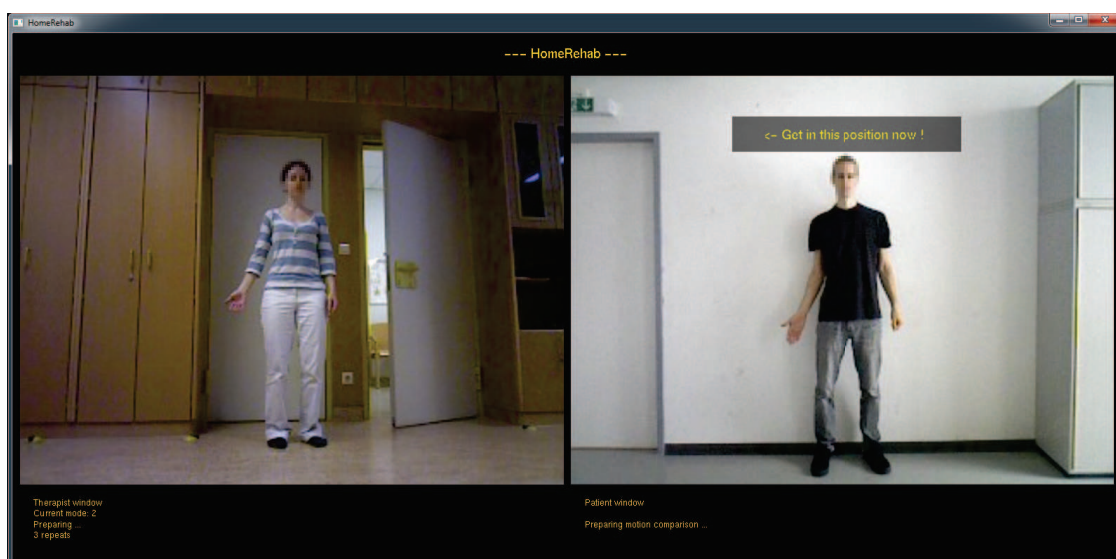 HomeRehab
--- HomeRehab ---
<- Get in this position now !
Therapist window
Current mode: 2
Preparing ...
3 repeats
Patient window
Preparing motion comparison ...